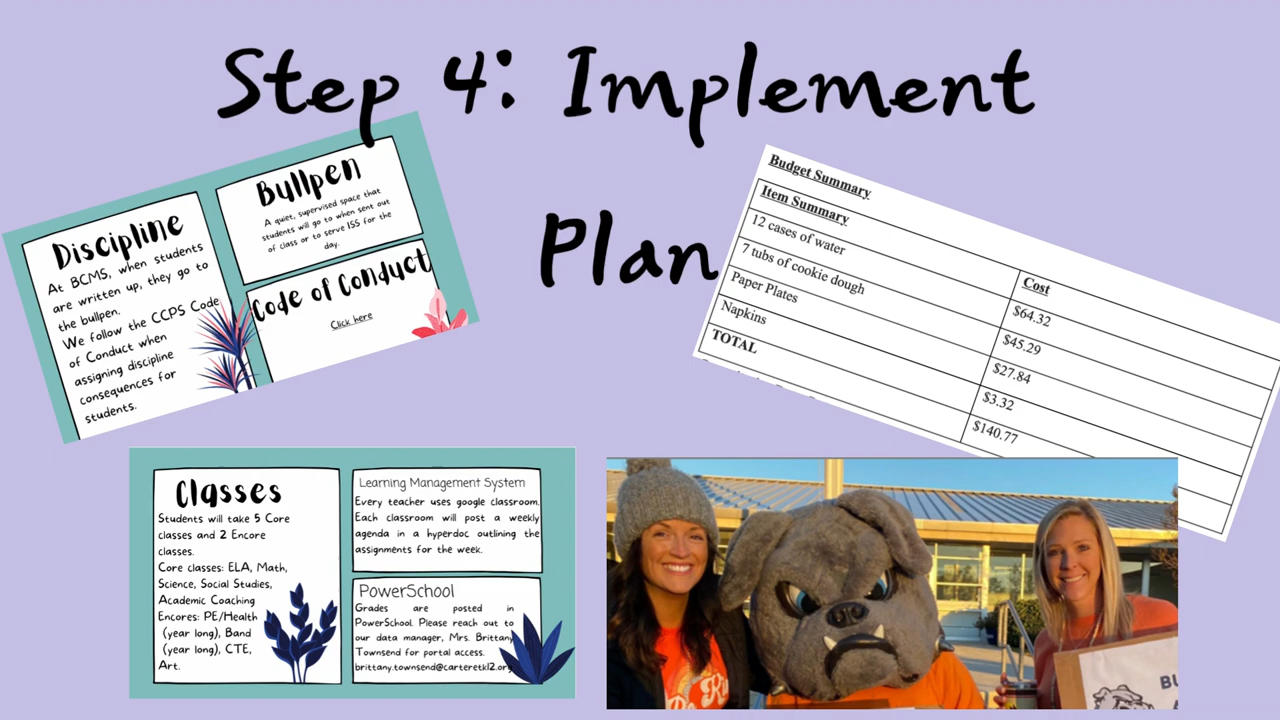 Step 4: Implement
Plan
Discipline
At BCMS, when students
are written up, they go to
the bullpen.
We follow the CCPS Code
of Conduct when
assigning discipline
consequences for
students.
Bullpen
A quiet, supervised space that
students will go to when sent out
of class or to serve ISS for the
day.
Code of Conduct
Click here
Budget Summary
Item Summary
Cost
12 cases of water
$64.32
7 tubs of cookie dough
$45.29
Paper Plates
$27.84
Napkins
$3.32
TOTAL
$140.77
Classes
Students will take 5 Core
classes and 2 Encore
classes.
Core classes: ELA, Math,
Science, Social Studies,
Academic Coaching
Encores: PE/Health
(year long), Band
(year long), CTE,
Art.
Learning Management System
Every teacher uses google classroom.
Each classroom will post a weekly
agenda in a hyperdoc outlining the
assignments for the week.
PowerSchool
Grades are posted in
PowerSchool. Please reach out to
our data manager, Mrs. Brittany
Townsend for portal access.
brittany.townsend@carteretk12.org
BU